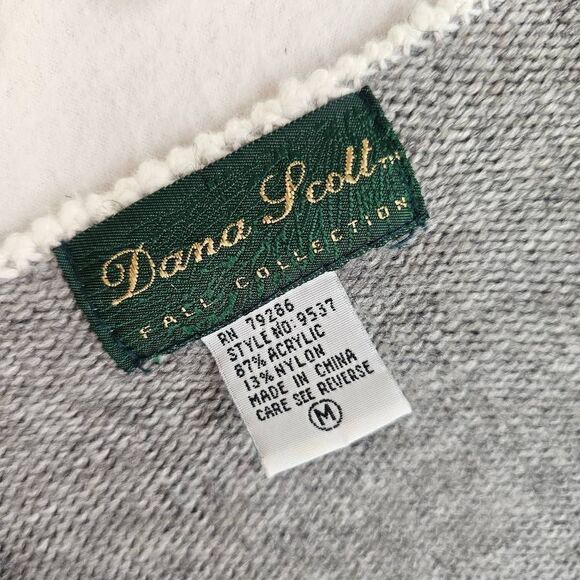 Dana Scott™
FALL COLLECTION
RN 79286
STYLE NO: 9537
87% ACRYLIC
13% NYLON
MADE IN CHINA
CARE SEE REVERSE
M